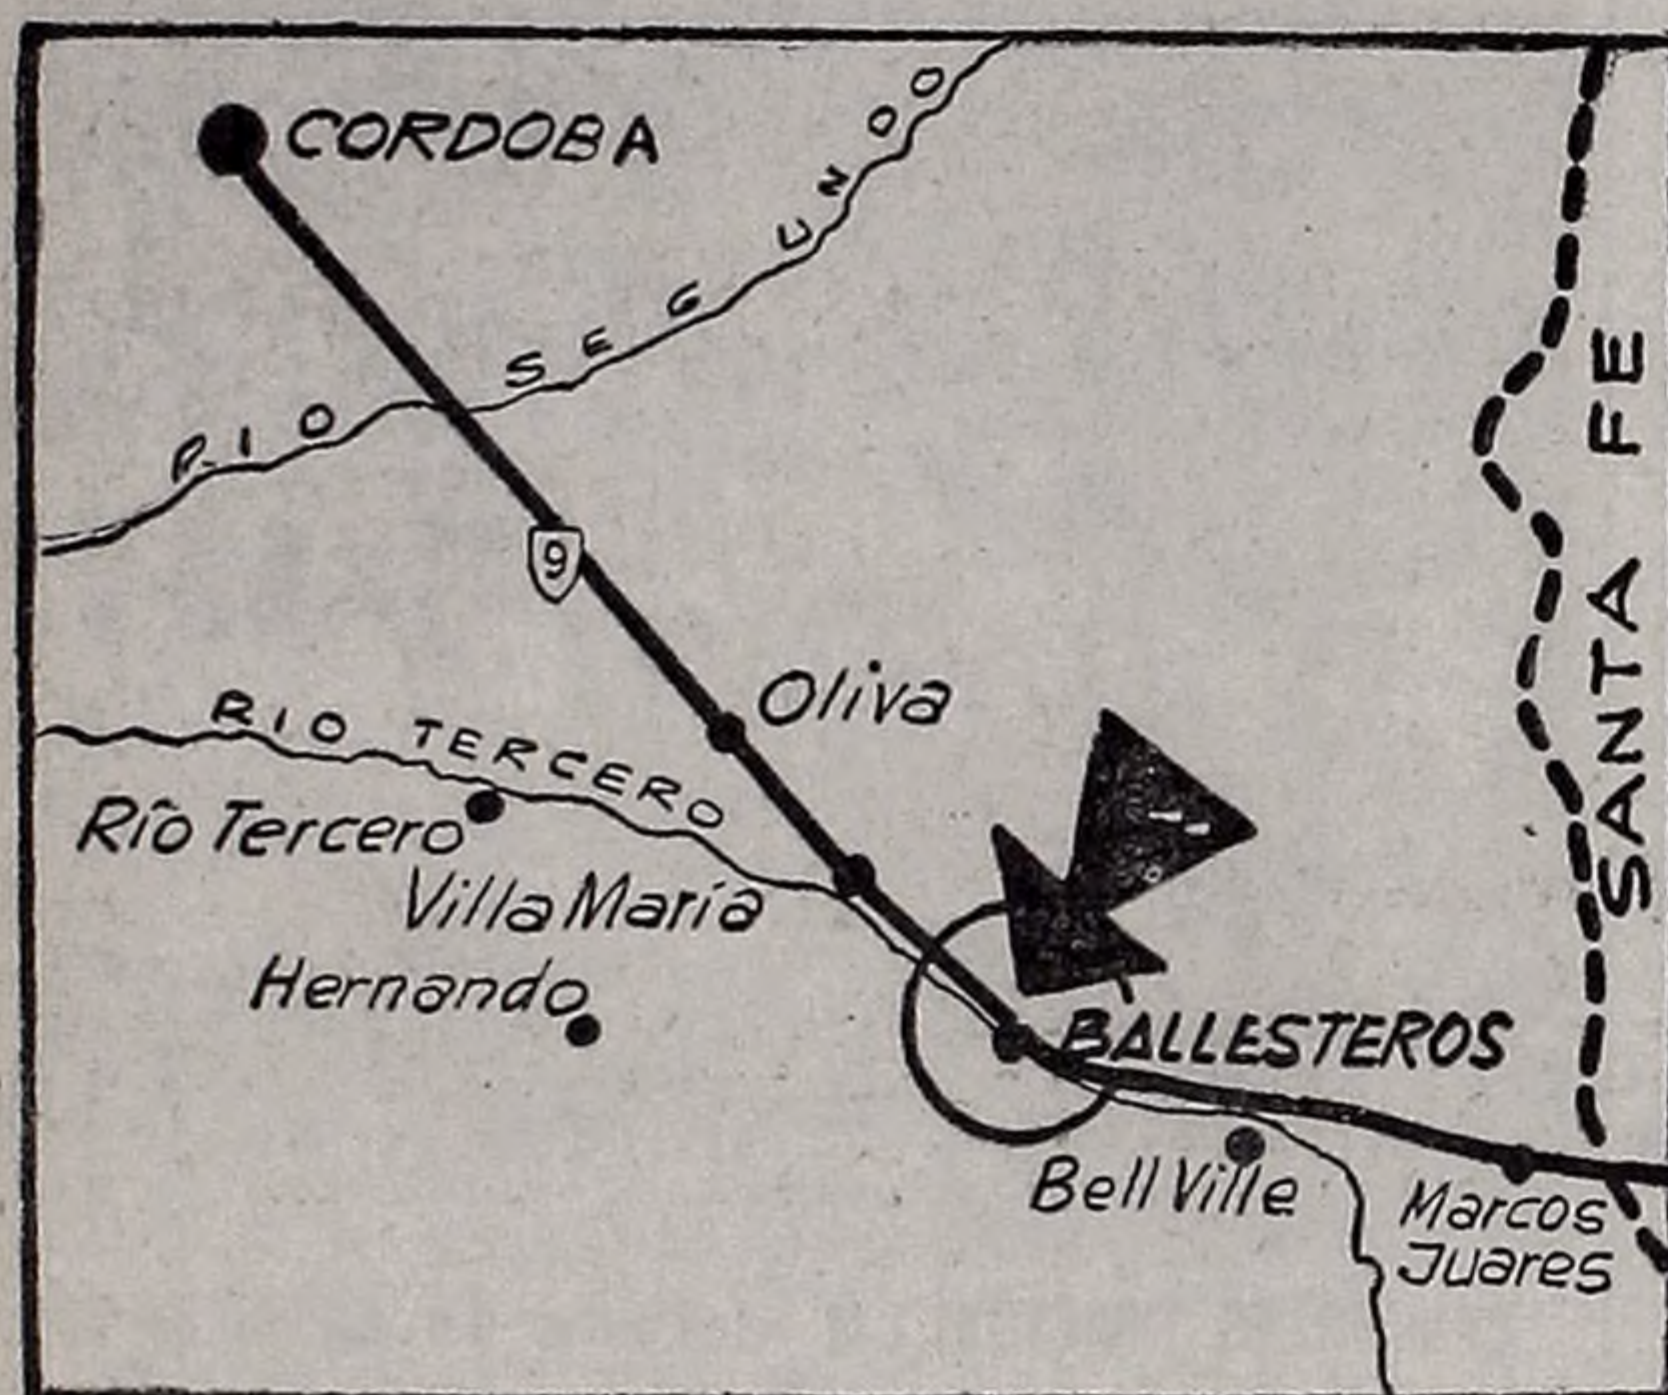 CORDOBA
RIO SEGUNDO
9
SANTA FE
Oliva
RIO TERCERO
Río Tercero
Villa María
Hernando
BALLESTEROS
Bell Ville
Marcos
Juares